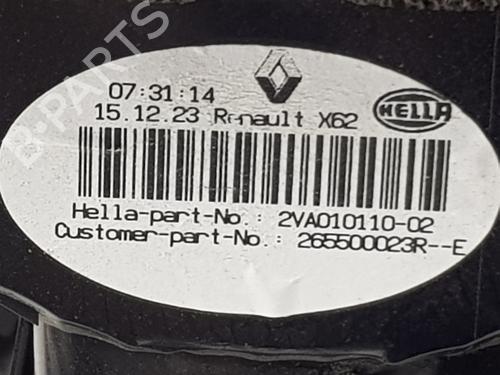 07:31:14
15.12.23 Renault X62
HELLA
Hella-part-No.: 2VA010110-02
Customer-part-No.: 265500023R--E
B-PARTS